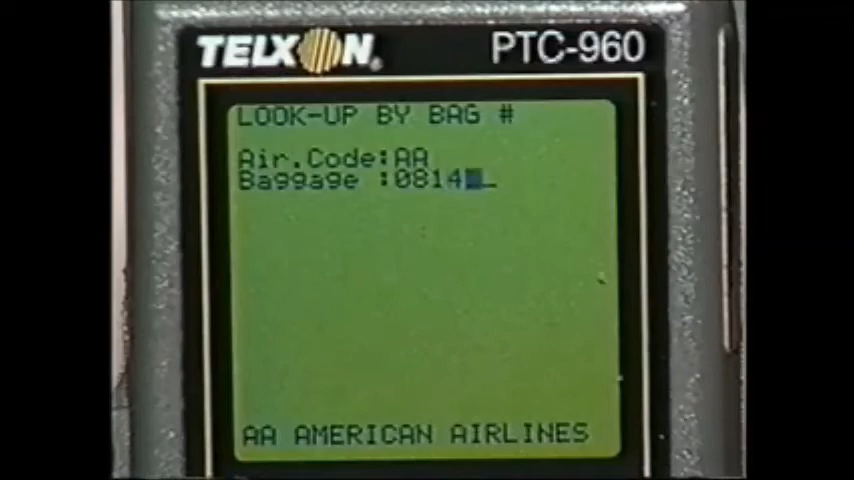 TELXON® PTC-960
LOOK-UP BY BAG #
Air.Code:AA
Baggage :0814 _
AA AMERICAN AIRLINES